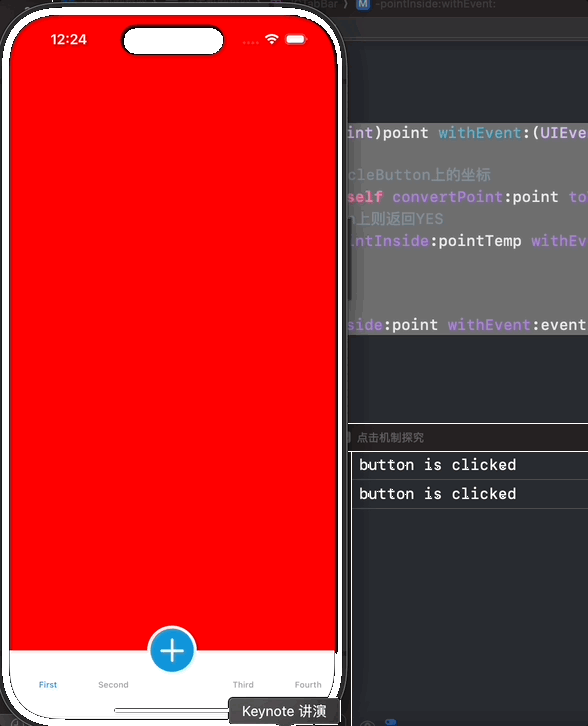 abBar 〉 M -pointInside:withEvent:
12:24
int)point withEvent:(UIEve
cleButton上的坐标
self convertPoint:point to
n上则返回YES
intInside:pointTemp withEv
side:point withEvent:event
点击机制探究
button is clicked
button is clicked
First
Second
Third
Fourth
Keynote 讲演